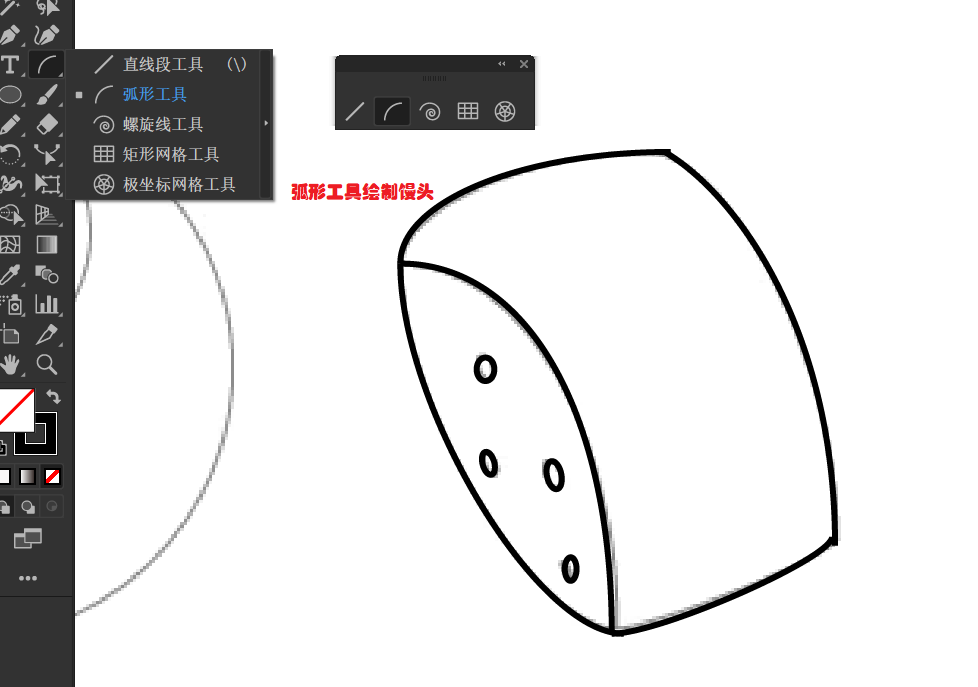 直线段工具 (\)
弧形工具
螺旋线工具
矩形网格工具
极坐标网格工具
弧形工具绘制馒头